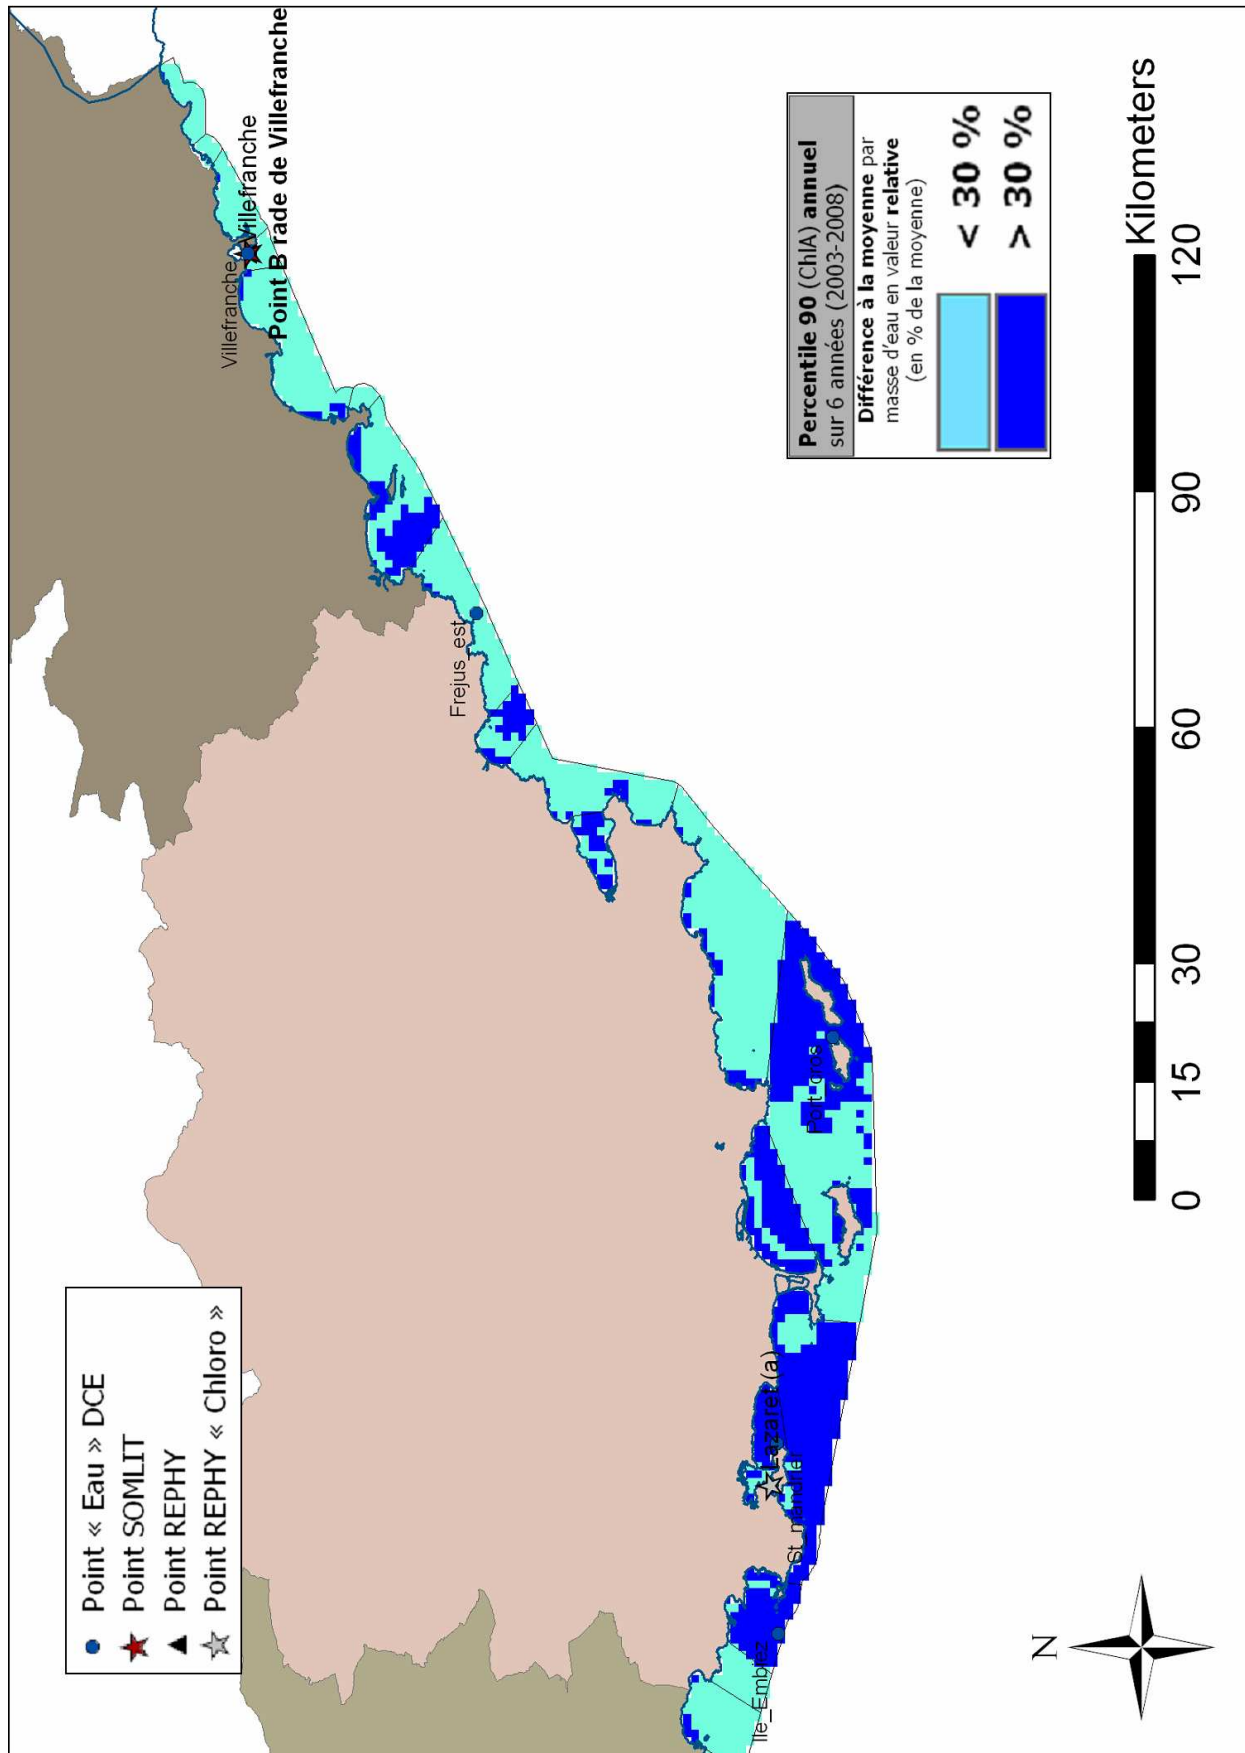 Point « Eau » DCE
Point SOMLIT
Point REPHY
Point REPHY « Chloro »
Villefranche
Villefranche
Point B rade de Villefranche
Frejus_est
Port_cros
Lazaret (a)
St_mandrier
Ile_Embiez
Percentile 90 (ChlA) annuel
sur 6 années (2003-2008)
Différence à la moyenne par
masse d'eau en valeur relative
(en % de la moyenne)
< 30 %
> 30 %
N
0 15 30 60 90 120
Kilometers